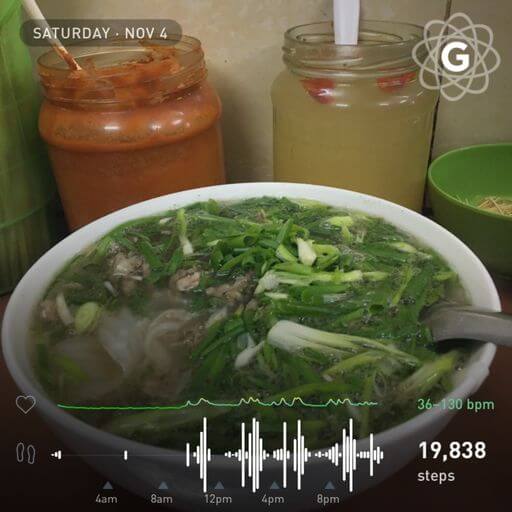 SATURDAY · NOV 4
G
36–130 bpm
19,838
steps
4am 8am 12pm 4pm 8pm